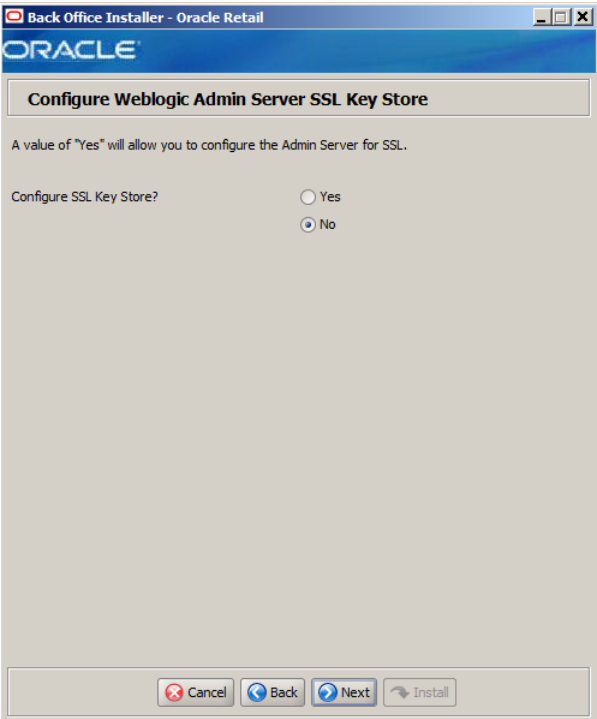 Back Office Installer - Oracle Retail
ORACLE
Configure Weblogic Admin Server SSL Key Store
A value of "Yes" will allow you to configure the Admin Server for SSL.
Configure SSL Key Store?
Yes
No
Cancel Back Next Install